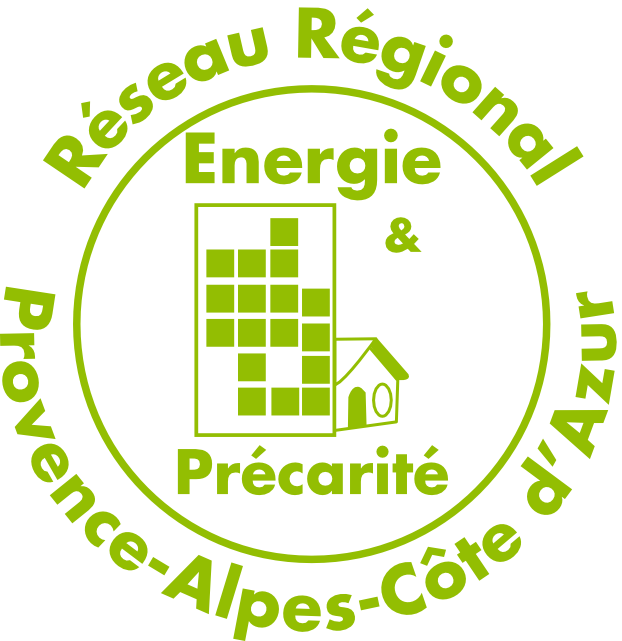 Réseau Régional
Energie
&
Précarité
Provence-Alpes-Côte d'Azur